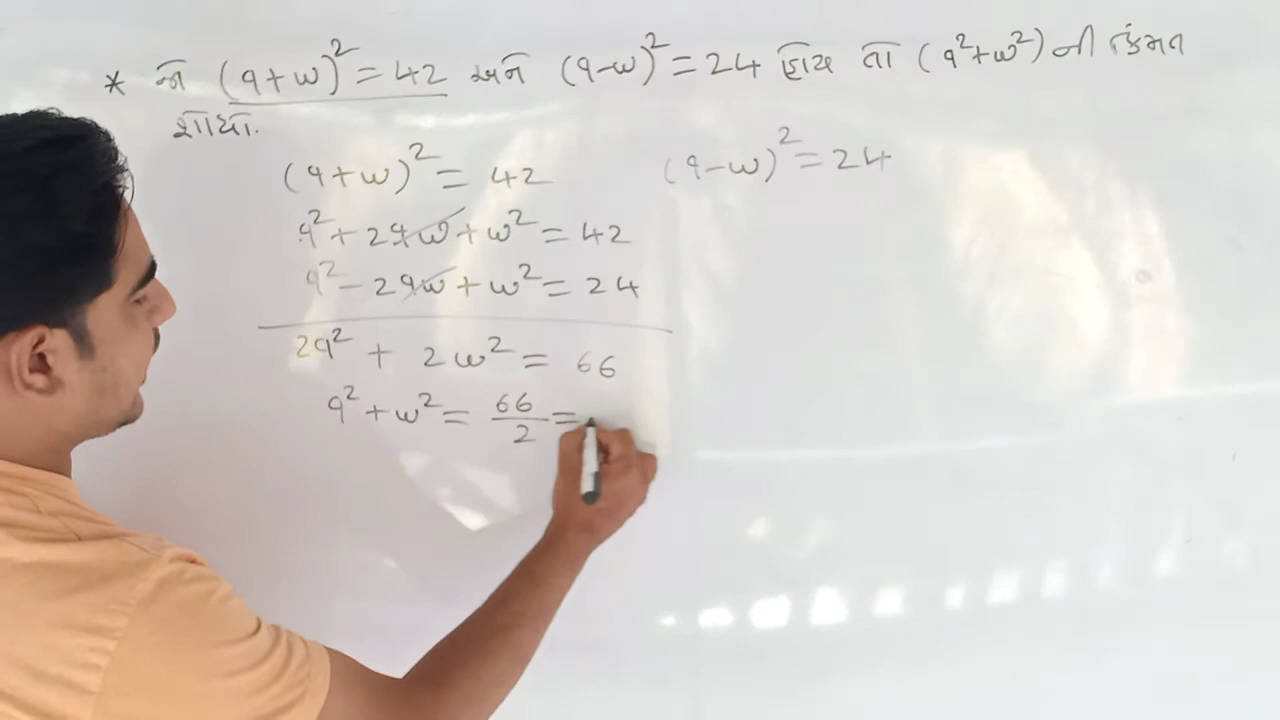 * જો (q+w)² = 42 અને (q-w)² = 24 હોય તો (q²+w²) ની કિંમત
શોધો.
(q+w)² = 42 (q-w)² = 24
q² + 2qw + w² = 42
q² - 2qw + w² = 24
2q² + 2w² = 66
q² + w² = 66/2 =